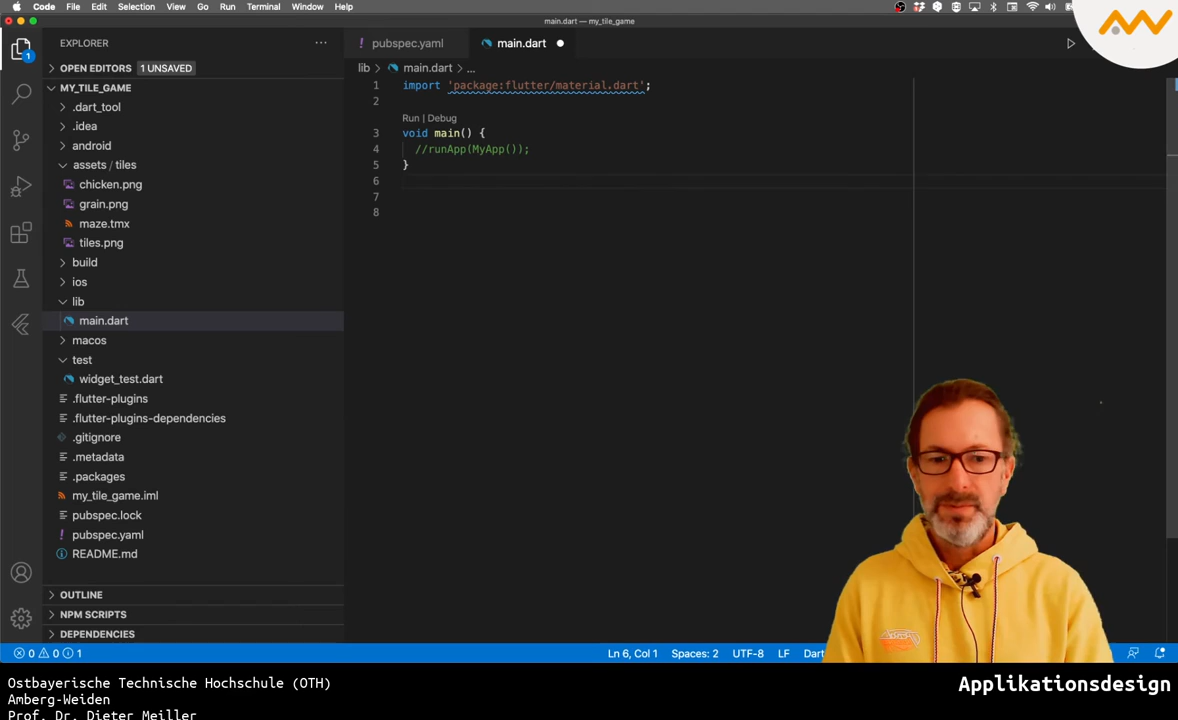 Code File Edit Selection View Go Run Terminal Window Help
main.dart — my_tile_game
EXPLORER
OPEN EDITORS 1 UNSAVED
MY_TILE_GAME
.dart_tool
.idea
android
assets / tiles
chicken.png
grain.png
maze.tmx
tiles.png
build
ios
lib
main.dart
macos
test
widget_test.dart
.flutter-plugins
.flutter-plugins-dependencies
.gitignore
.metadata
.packages
my_tile_game.iml
pubspec.lock
pubspec.yaml
README.md
OUTLINE
NPM SCRIPTS
DEPENDENCIES
1
pubspec.yaml main.dart
lib > main.dart > ...
1 import 'package:flutter/material.dart';
2
Run | Debug
3 void main() {
4 //runApp(MyApp());
5 }
6
7
8
0 0 1 Ln 6, Col 1 Spaces: 2 UTF-8 LF Dart
Ostbayerische Technische Hochschule (OTH)
Amberg-Weiden
Prof. Dr. Dieter Meiller
Applikationsdesign